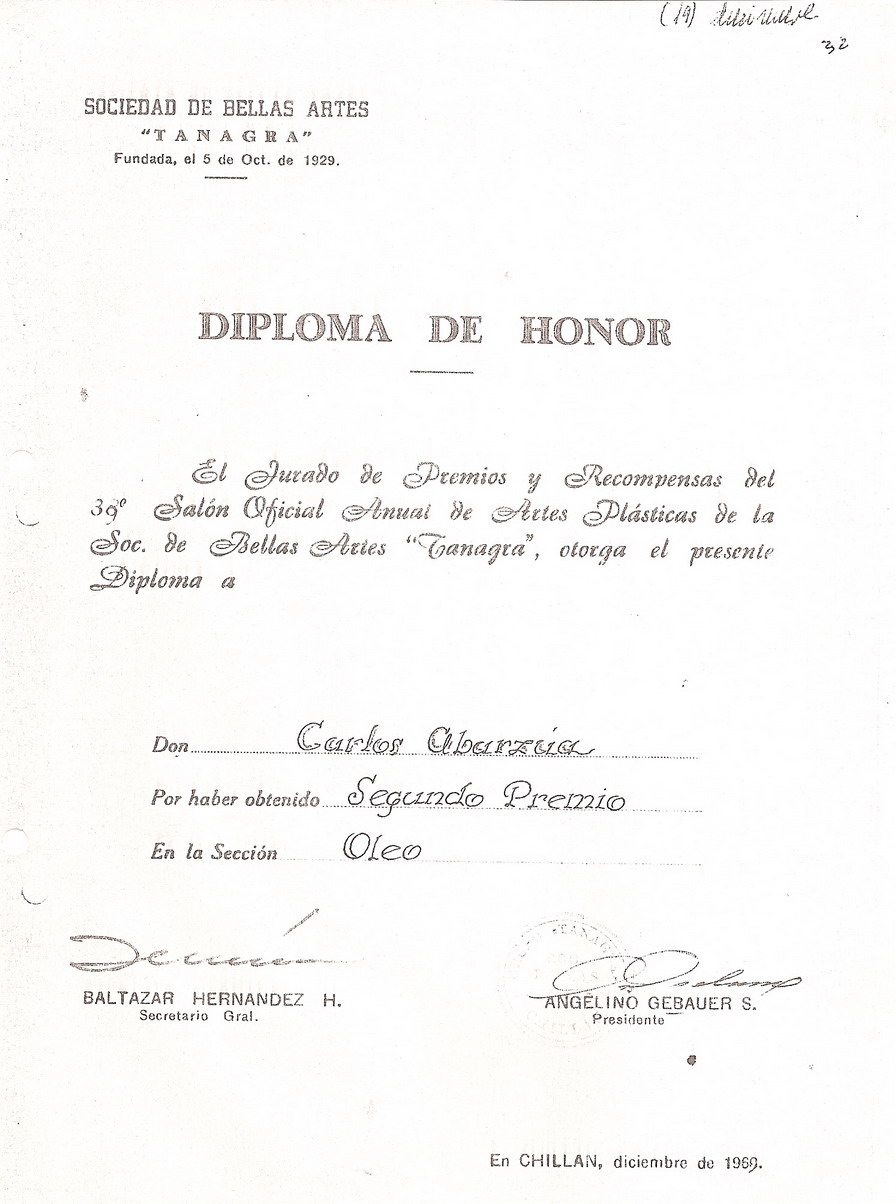 (19)
32
SOCIEDAD DE BELLAS ARTES
"TANAGRA"
Fundada, el 5 de Oct. de 1929.
DIPLOMA DE HONOR
El Jurado de Premios y Recompensas del
39º Salón Oficial Anual de Artes Plásticas de la
Soc. de Bellas Artes "Tanagra", otorga el presente
Diploma a
Don Carlos Abarzúa
Por haber obtenido Segundo Premio
En la Sección Oleo
BALTAZAR HERNANDEZ H.
Secretario Gral.
TANAGRA
ANGELINO GEBAUER S.
Presidente
En CHILLAN, diciembre de 1969.